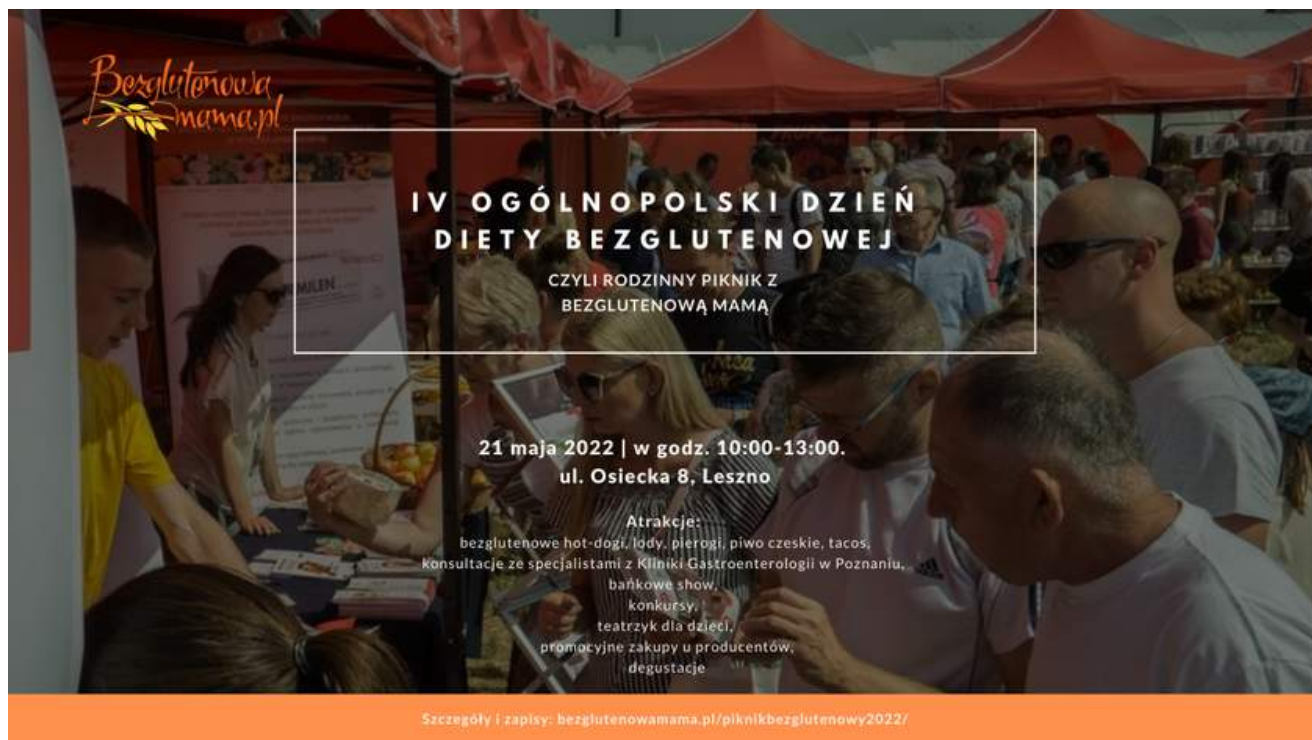 Bezglutenowa
mama.pl
IV OGÓLNOPOLSKI DZIEŃ
DIETY BEZGLUTENOWEJ
CZYLI RODZINNY PIKNIK Z
BEZGLUTENOWĄ MAMĄ
21 maja 2022 | w godz. 10:00-13:00.
ul. Osiecka 8, Leszno
Atrakcje:
bezglutenowe hot-dogi, lody, pierogi, piwo czeskie, tacos,
konsultacje ze specjalistami z Kliniki Gastroenterologii w Poznaniu,
bańkowe show,
konkursy,
teatrzyk dla dzieci,
promocyjne zakupy u producentów,
degustacje
Szczegóły i zapisy: bezglutenowamama.pl/piknikbezglutenowy2022/